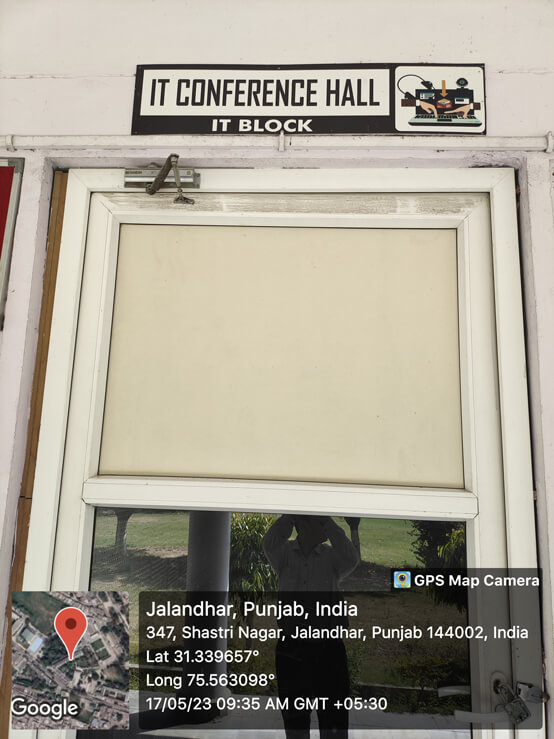 IT CONFERENCE HALL
IT BLOCK
GPS Map Camera
Jalandhar, Punjab, India
347, Shastri Nagar, Jalandhar, Punjab 144002, India
Lat 31.339657°
Long 75.563098°
17/05/23 09:35 AM GMT +05:30
Google